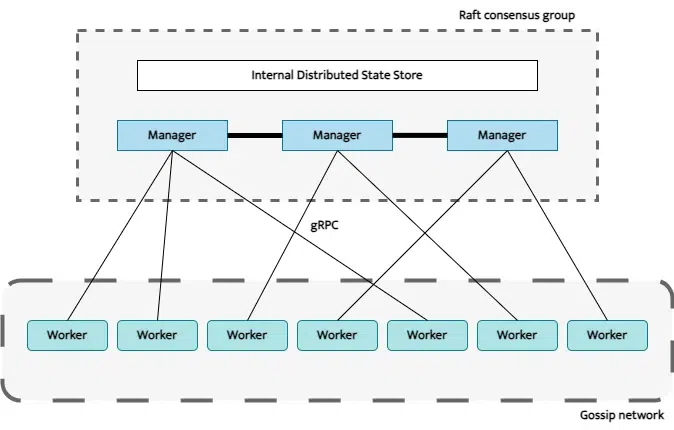 Raft consensus group
Internal Distributed State Store
Manager Manager Manager
gRPC
Worker Worker Worker Worker Worker Worker Worker
Gossip network